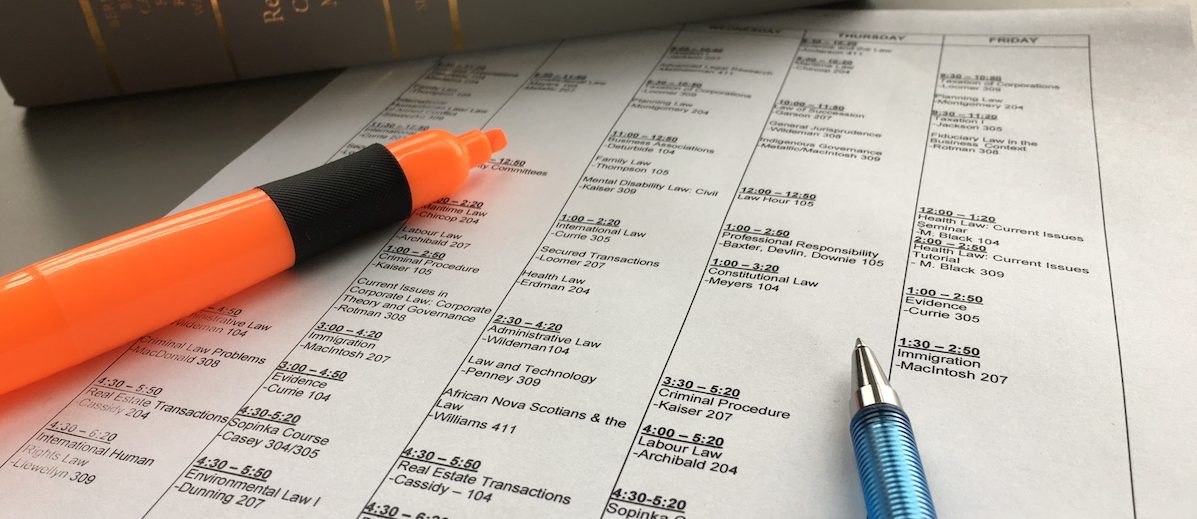 WEDNESDAY
THURSDAY
FRIDAY
4:50
Administrative Law
-Wildeman 104
Criminal Law Problems
-MacDonald 308
4:30 – 5:50
Real Estate Transactions
-Cassidy 204
4:30 – 6:20
International Human
Rights Law
-Llewellyn 309
12:50
Committees
2:20
Maritime Law
-Chircop 204
Labour Law
-Archibald 207
1:00 – 2:50
Criminal Procedure
-Kaiser 105
Current Issues in
Corporate Law: Corporate
Theory and Governance
-Rotman 308
3:00 – 4:20
Immigration
-MacIntosh 207
3:00 – 4:50
Evidence
-Currie 104
4:30-5:20
Sopinka Course
-Casey 304/305
4:30 – 5:50
Environmental Law I
-Dunning 207
Advanced Legal Research
Taxation of Corporations
-Loomer 309
Planning Law
-Montgomery 204
11:00 – 12:50
Business Associations
-Deturbide 104
Family Law
-Thompson 105
Mental Disability Law: Civil
-Kaiser 309
1:00 – 2:20
International Law
-Currie 305
Secured Transactions
-Loomer 207
Health Law
-Erdman 204
2:30 – 4:20
Administrative Law
-Wildeman104
Law and Technology
-Penney 309
African Nova Scotians & the
Law
-Williams 411
4:30 – 5:50
Real Estate Transactions
-Cassidy – 104
4:30 – 6:20
and the Law
-Anderson 411
Maritime Law
-Chircop 204
10:00 – 11:50
Law of Succession
-Garson 207
General Jurisprudence
-Wildeman 308
Indigenous Governance
-Metallic/MacIntosh 309
12:00 – 12:50
Law Hour 105
1:00 – 2:50
Professional Responsibility
-Baxter, Devlin, Downie 105
1:00 – 3:20
Constitutional Law
-Meyers 104
3:30 – 5:20
Criminal Procedure
-Kaiser 207
4:00 – 5:20
Labour Law
-Archibald 204
4:30-5:20
Sopinka
8:30 – 10:50
Taxation of Corporations
-Loomer 309
Planning Law
-Montgomery 204
9:30 – 11:20
Taxation I
-Jackson 305
Fiduciary Law in the
Business Context
-Rotman 308
12:00 – 1:20
Health Law: Current Issues
Seminar
-M. Black 104
2:00 – 2:50
Health Law: Current Issues
Tutorial
- M. Black 309
1:00 – 2:50
Evidence
-Currie 305
1:30 – 2:50
Immigration
-MacIntosh 207